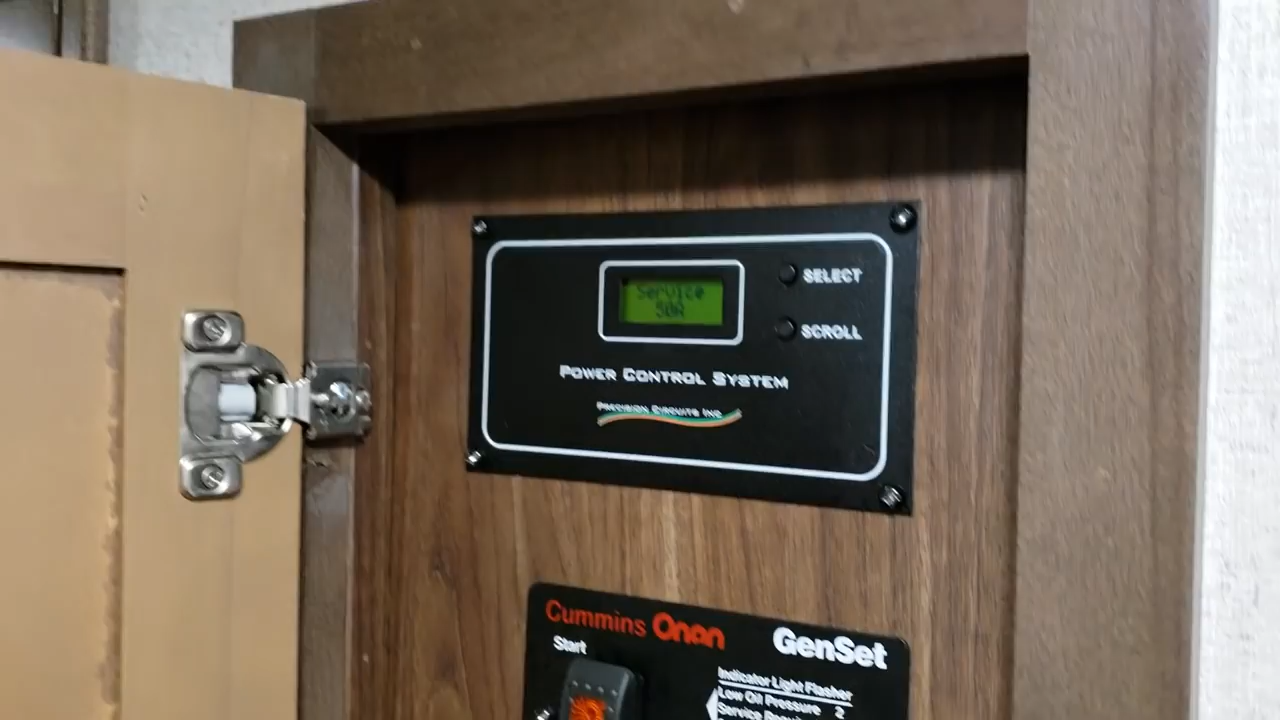 Service
50A
SELECT
SCROLL
POWER CONTROL SYSTEM
PRECISION CIRCUITS INC
Cummins Onan
GenSet
Start
Indicator Light Flasher
Low Oil Pressure 2
Service